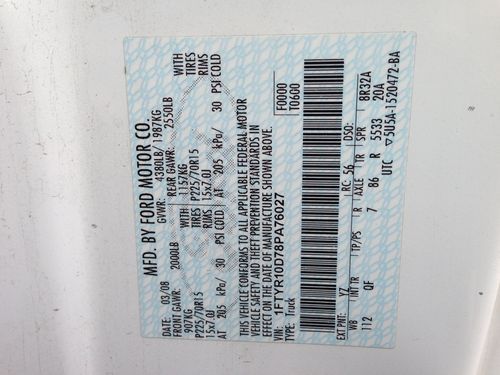 MFD. BY FORD MOTOR CO.
DATE: 03/08 GVWR: 4380LB/ 1987KG
FRONT GAWR: 2000LB REAR GAWR: 2550LB
907KG WITH 1157KG WITH
P225/70R15 TIRES P225/70R15 TIRES
15x7.0J RIMS 15x7.0J RIMS
AT 205 kPa/ 30 PSI COLD AT 205 kPa/ 30 PSI COLD
THIS VEHICLE CONFORMS TO ALL APPLICABLE FEDERAL MOTOR
VEHICLE SAFETY AND THEFT PREVENTION STANDARDS IN
EFFECT ON THE DATE OF MANUFACTURE SHOWN ABOVE.
VIN: 1FTYR10D78PA76027 F0000
TYPE: Truck T0600
EXT PNT: YZ RC: 56 DSO:
WB INT TR TP/PS R AXLE TR SPR 8R32A
112 QF 7 86 R 5533 20A
UTC ▽5U5A-1520472-BA